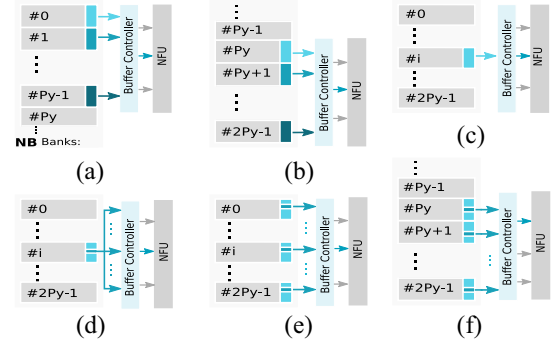 #0
#1
#Py-1
#Py
NB Banks:
Buffer Controller
NFU
(a)
#Py-1
#Py
#Py+1
#2Py-1
Buffer Controller
NFU
(b)
#0
#i
#2Py-1
Buffer Controller
NFU
(c)
#0
#i
#2Py-1
Buffer Controller
NFU
(d)
#0
#i
#2Py-1
Buffer Controller
NFU
(e)
#Py-1
#Py
#Py+1
#2Py-1
Buffer Controller
NFU
(f)